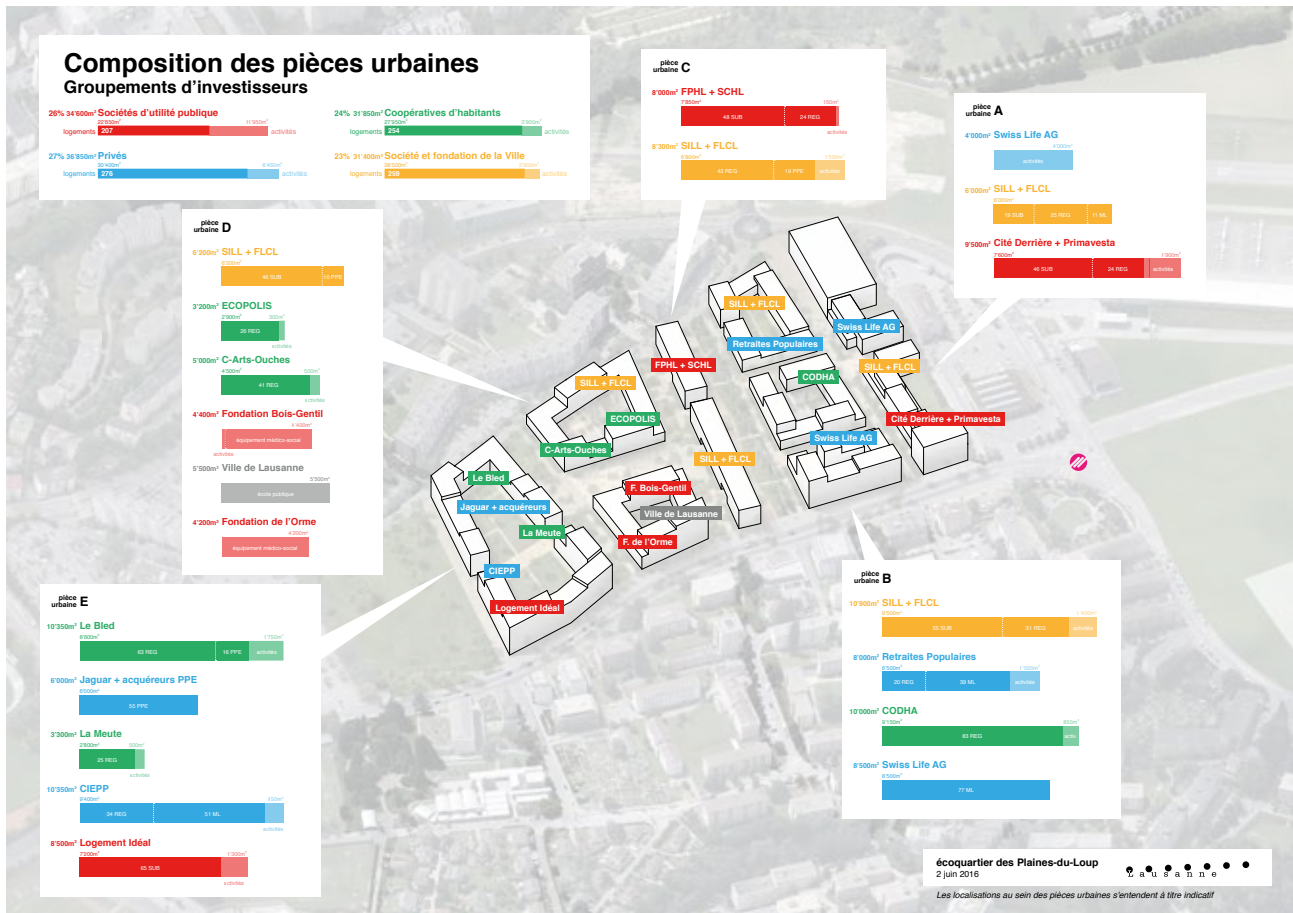 Composition des pièces urbaines
Groupements d'investisseurs
26% 34'600m² Sociétés d'utilité publique
22'650m² 11'950m²
logements 207 activités
24% 31'850m² Coopératives d'habitants
27'950m² 3'900m²
logements 254 activités
27% 36'850m² Privés
30'400m² 6'450m²
logements 276 activités
23% 31'400m² Société et fondation de la Ville
logements 259 activités
pièce urbaine C
8'000m² FPHL + SCHL
7'850m² 150m²
48 SUB 24 REG
activités
8'300m² SILL + FLCL
6'800m² 1'500m²
43 REG 19 PPE activités
pièce urbaine A
4'000m² Swiss Life AG
4'000m²
activités
6'000m² SILL + FLCL
6'000m²
19 SUB 25 REG 11 ML
9'500m² Cité Derrière + Primavesta
7'600m² 1'900m²
46 SUB 24 REG activités
pièce urbaine D
6'200m² SILL + FLCL
6'200m²
46 SUB 10 PPE
3'200m² ECOPOLIS
2'900m² 300m²
26 REG
activités
5'000m² C-Arts-Ouches
4'500m² 500m²
41 REG
activités
4'400m² Fondation Bois-Gentil
4'400m²
équipement médico-social
activités
5'500m² Ville de Lausanne
5'500m²
école publique
4'200m² Fondation de l'Orme
4'200m²
équipement médico-social
SILL + FLCL
Swiss Life AG
Retraites Populaires
FPHL + SCHL
SILL + FLCL
CODHA
SILL + FLCL
ECOPOLIS
Cité Derrière + Primavesta
Swiss Life AG
C-Arts-Ouches
SILL + FLCL
Le Bled
F. Bois-Gentil
Jaguar + acquéreurs
Ville de Lausanne
La Meute
F. de l'Orme
CIEPP
Logement Idéal
pièce urbaine E
10'350m² Le Bled
8'600m² 1'750m²
63 REG 16 PPE activités
6'000m² Jaguar + acquéreurs PPE
6'000m²
55 PPE
3'300m² La Meute
2'800m² 500m²
25 REG
activités
10'350m² CIEPP
9'400m² 950m²
34 REG 51 ML
activités
8'500m² Logement Idéal
7'200m² 1'300m²
65 SUB
activités
pièce urbaine B
10'900m² SILL + FLCL
9'500m² 1'400m²
55 SUB 31 REG activités
8'000m² Retraites Populaires
6'500m² 1'500m²
20 REG 39 ML activités
10'000m² CODHA
9'150m² 850m²
83 REG activ.
8'500m² Swiss Life AG
8'500m²
77 ML
écoquartier des Plaines-du-Loup
2 juin 2016
Lausanne
Les localisations au sein des pièces urbaines s'entendent à titre indicatif